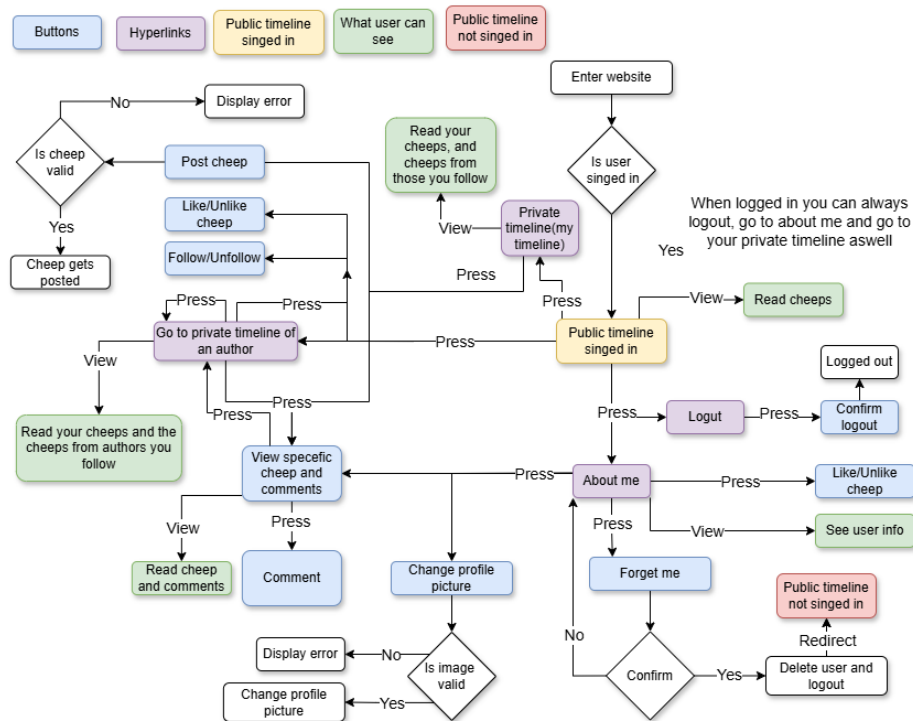 Buttons
Hyperlinks
Public timeline
singed in
What user can
see
Public timeline
not singed in
Enter website
No
Display error
Is cheep
valid
Post cheep
Read your
cheeps, and
cheeps from
those you follow
Is user
singed in
Like/Unlike
cheep
View
Private
timeline(my
timeline)
When logged in you can always
logout, go to about me and go to
your private timeline aswell
Yes
Yes
Cheep gets
posted
Follow/Unfollow
Press
Press
View
Read cheeps
Press
Press
Go to private timeline of
an author
Press
Public timeline
singed in
View
Logged out
Press
Press
Press
Logut
Press
Confirm
logout
Read your cheeps and the
cheeps from authors you
follow
View specefic
cheep and
comments
Press
About me
Press
Like/Unlike
cheep
View
Press
Press
View
See user info
Read cheep
and comments
Comment
Change profile
picture
Forget me
Public timeline
not singed in
No
Redirect
Display error
No
Is image
valid
Confirm
Yes
Delete user and
logout
Change profile
picture
Yes